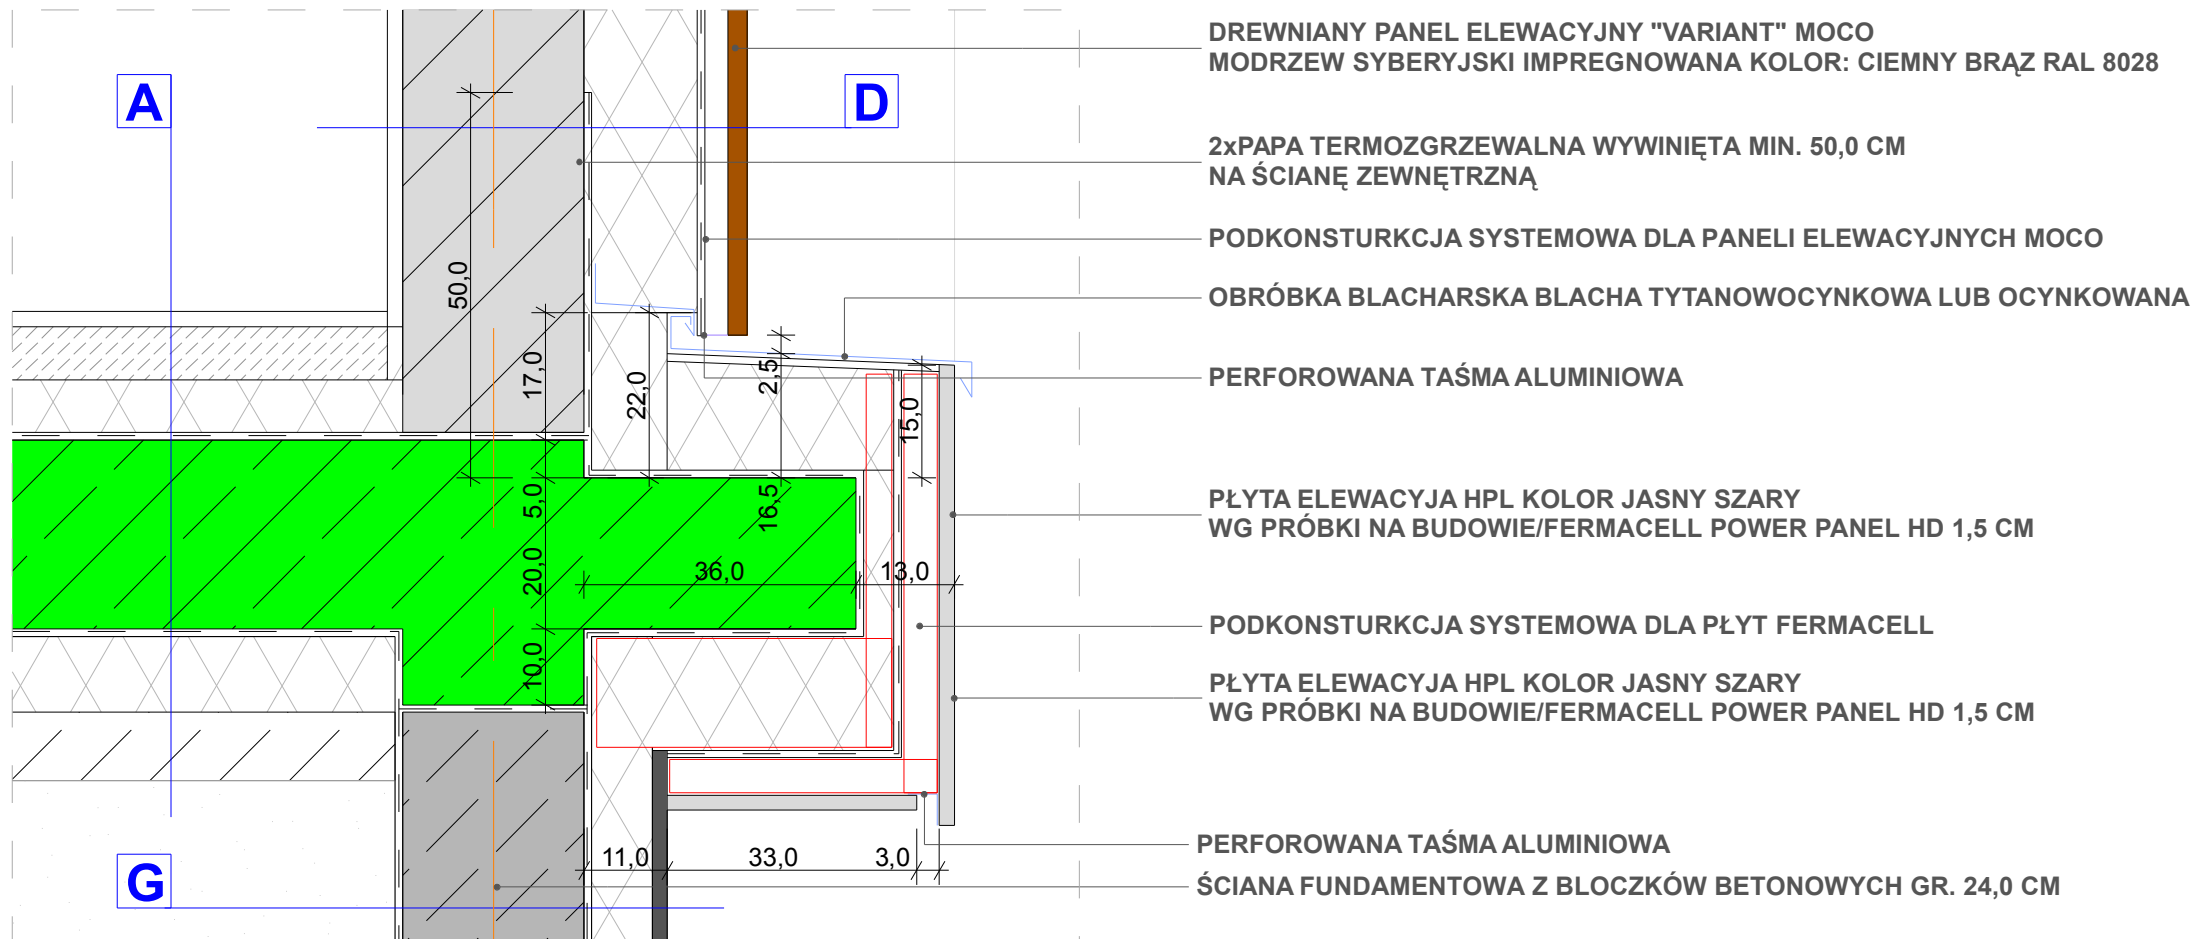 DREWNIANY PANEL ELEWACYJNY "VARIANT" MOCO
MODRZEW SYBERYJSKI IMPREGNOWANA KOLOR: CIEMNY BRĄZ RAL 8028
A
D
2xPAPA TERMOZGRZEWALNA WYWINIĘTA MIN. 50,0 CM
NA ŚCIANĘ ZEWNĘTRZNĄ
PODKONSTURKCJA SYSTEMOWA DLA PANELI ELEWACYJNYCH MOCO
50,0
OBRÓBKA BLACHARSKA BLACHA TYTANOWOCYNKOWA LUB OCYNKOWANA
17,0
22,0
2,5
15,0
PERFOROWANA TAŚMA ALUMINIOWA
5,0
16,5
PŁYTA ELEWACYJA HPL KOLOR JASNY SZARY
WG PRÓBKI NA BUDOWIE/FERMACELL POWER PANEL HD 1,5 CM
20,0
36,0
13,0
PODKONSTURKCJA SYSTEMOWA DLA PŁYT FERMACELL
10,0
PŁYTA ELEWACYJA HPL KOLOR JASNY SZARY
WG PRÓBKI NA BUDOWIE/FERMACELL POWER PANEL HD 1,5 CM
PERFOROWANA TAŚMA ALUMINIOWA
11,0
33,0
3,0
G
ŚCIANA FUNDAMENTOWA Z BLOCZKÓW BETONOWYCH GR. 24,0 CM